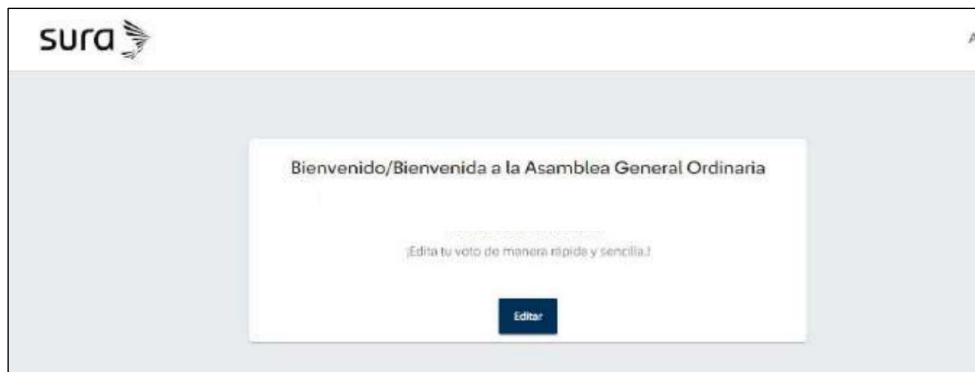 sura
A
Bienvenido/Bienvenida a la Asamblea General Ordinaria
¡Edita tu voto de manera rápida y sencilla.!
Editar